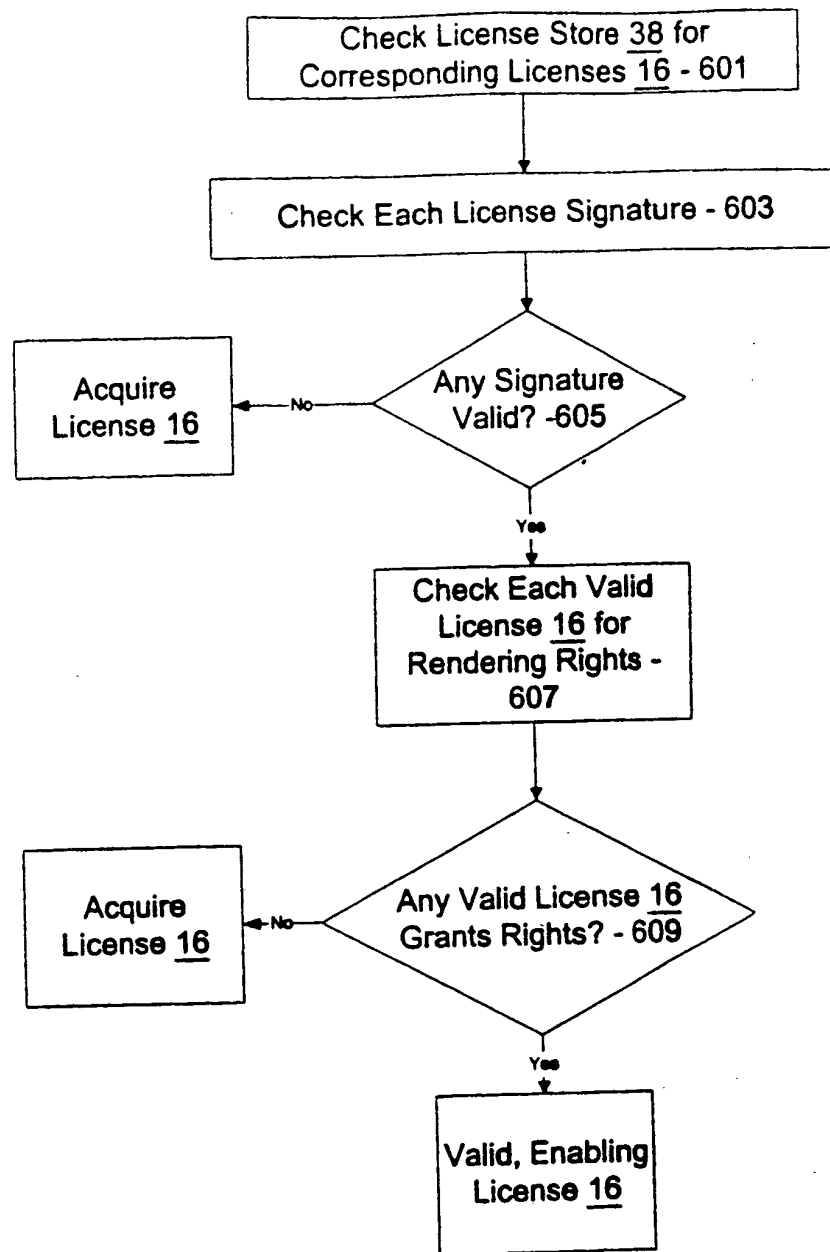 Check License Store 38 for
Corresponding Licenses 16 - 601
Check Each License Signature - 603
Any Signature
Valid? -605
Acquire
License 16
No
Yes
Check Each Valid
License 16 for
Rendering Rights -
607
Any Valid License 16
Grants Rights? - 609
Acquire
License 16
No
Yes
Valid, Enabling
License 16